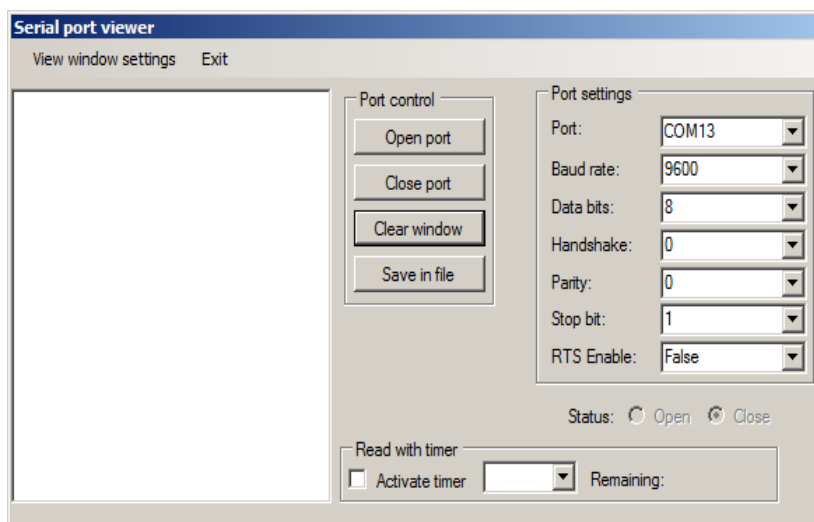 Serial port viewer
View window settings Exit
Port control
Open port
Close port
Clear window
Save in file
Port settings
Port: COM13
Baud rate: 9600
Data bits: 8
Handshake: 0
Parity: 0
Stop bit: 1
RTS Enable: False
Status: Open Close
Read with timer
Activate timer Remaining: